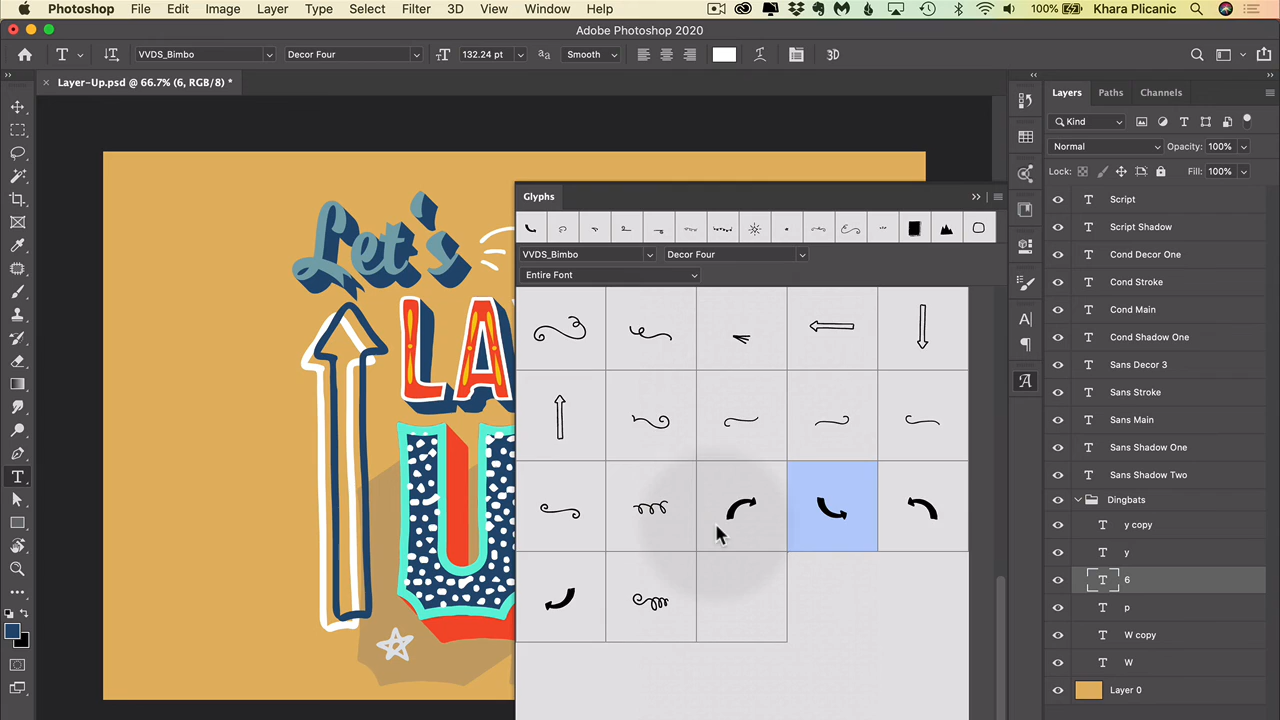 Photoshop File Edit Image Layer Type Select Filter 3D View Window Help 100% Khara Plicanic
Adobe Photoshop 2020
T VVDS_Bimbo Decor Four 132.24 pt Smooth 3D
Layer-Up.psd @ 66.7% (6, RGB/8) *
Layers Paths Channels
Kind
Normal Opacity: 100%
Lock: Fill: 100%
Glyphs
VVDS_Bimbo Decor Four
Entire Font
Let's
LA
U
Script
Script Shadow
Cond Decor One
Cond Stroke
Cond Main
Cond Shadow One
Sans Decor 3
Sans Stroke
Sans Main
Sans Shadow One
Sans Shadow Two
Dingbats
y copy
y
6
p
W copy
W
Layer 0